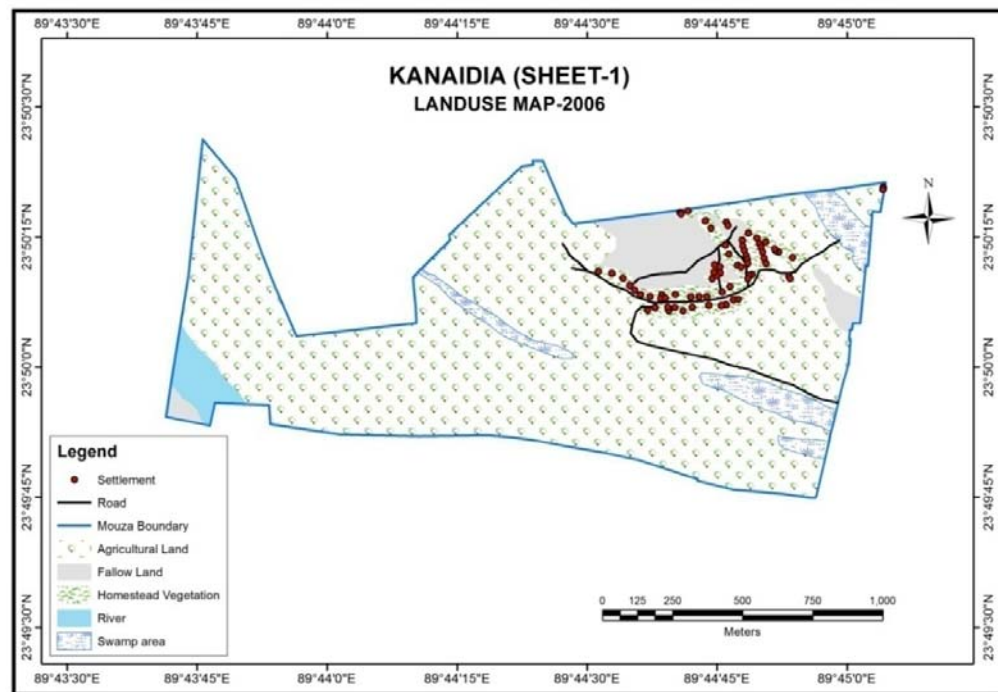 89°43'30"E 89°43'45"E 89°44'0"E 89°44'15"E 89°44'30"E 89°44'45"E 89°45'0"E
KANAIDIA (SHEET-1)
LANDUSE MAP-2006
23°50'30"N 23°50'30"N
N
23°50'15"N 23°50'15"N
23°50'0"N 23°50'0"N
Legend
Settlement
Road
Mouza Boundary
Agricultural Land
Fallow Land
Homestead Vegetation
River
Swamp area
23°49'45"N 23°49'45"N
0 125 250 500 750 1,000
Meters
23°49'30"N 23°49'30"N
89°43'30"E 89°43'45"E 89°44'0"E 89°44'15"E 89°44'30"E 89°44'45"E 89°45'0"E